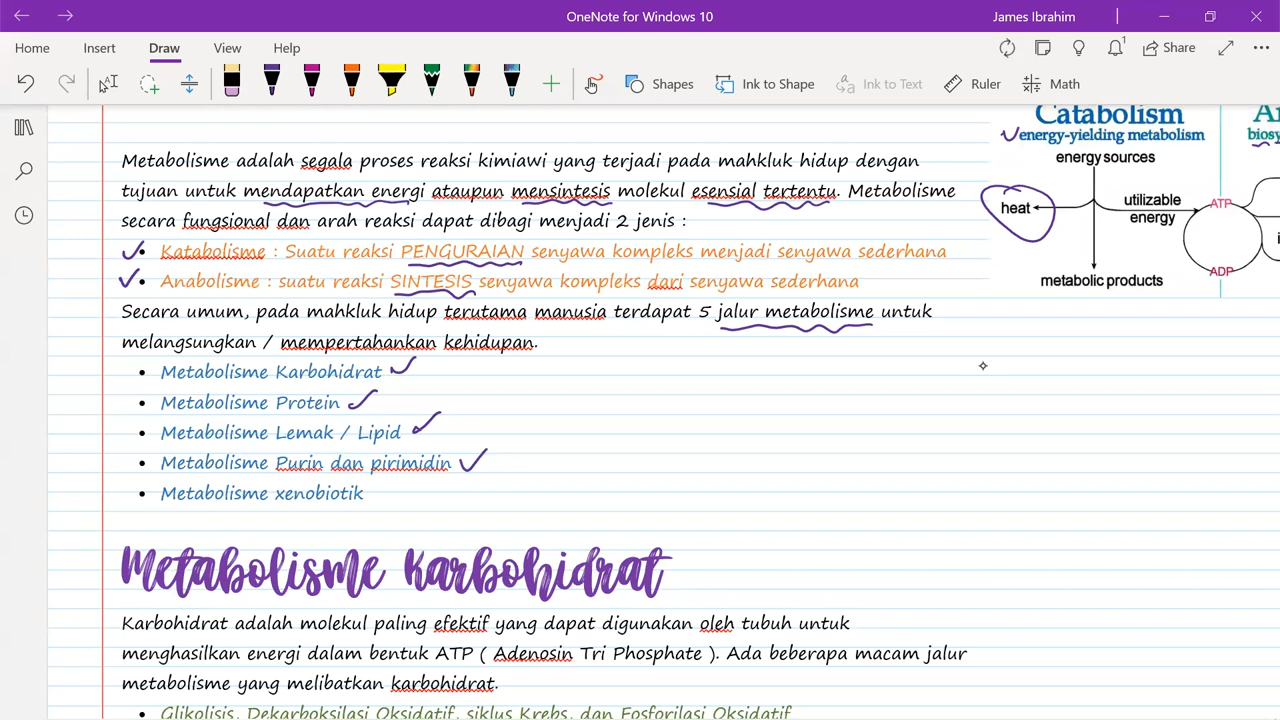 OneNote for Windows 10
James Ibrahim
Home Insert Draw View Help
1
Share
Shapes
Ink to Shape
Ink to Text
Ruler
Math
Metabolisme adalah segala proses reaksi kimiawi yang terjadi pada mahkluk hidup dengan
tujuan untuk mendapatkan energi ataupun mensintesis molekul esensial tertentu. Metabolisme
secara fungsional dan arah reaksi dapat dibagi menjadi 2 jenis :
• Katabolisme : Suatu reaksi PENGURAIAN senyawa kompleks menjadi senyawa sederhana
• Anabolisme : suatu reaksi SINTESIS senyawa kompleks dari senyawa sederhana
Secara umum, pada mahkluk hidup terutama manusia terdapat 5 jalur metabolisme untuk
melangsungkan / mempertahankan kehidupan.
• Metabolisme Karbohidrat
• Metabolisme Protein
• Metabolisme Lemak / Lipid
• Metabolisme Purin dan pirimidin
• Metabolisme xenobiotik
Catabolism
energy-yielding metabolism
energy sources
heat
utilizable
energy
ATP
ADP
metabolic products
Metabolisme Karbohidrat
Karbohidrat adalah molekul paling efektif yang dapat digunakan oleh tubuh untuk
menghasilkan energi dalam bentuk ATP ( Adenosin Tri Phosphate ). Ada beberapa macam jalur
metabolisme yang melibatkan karbohidrat.
• Glikolisis, Dekarboksilasi Oksidatif, siklus Krebs, dan Fosforilasi Oksidatif